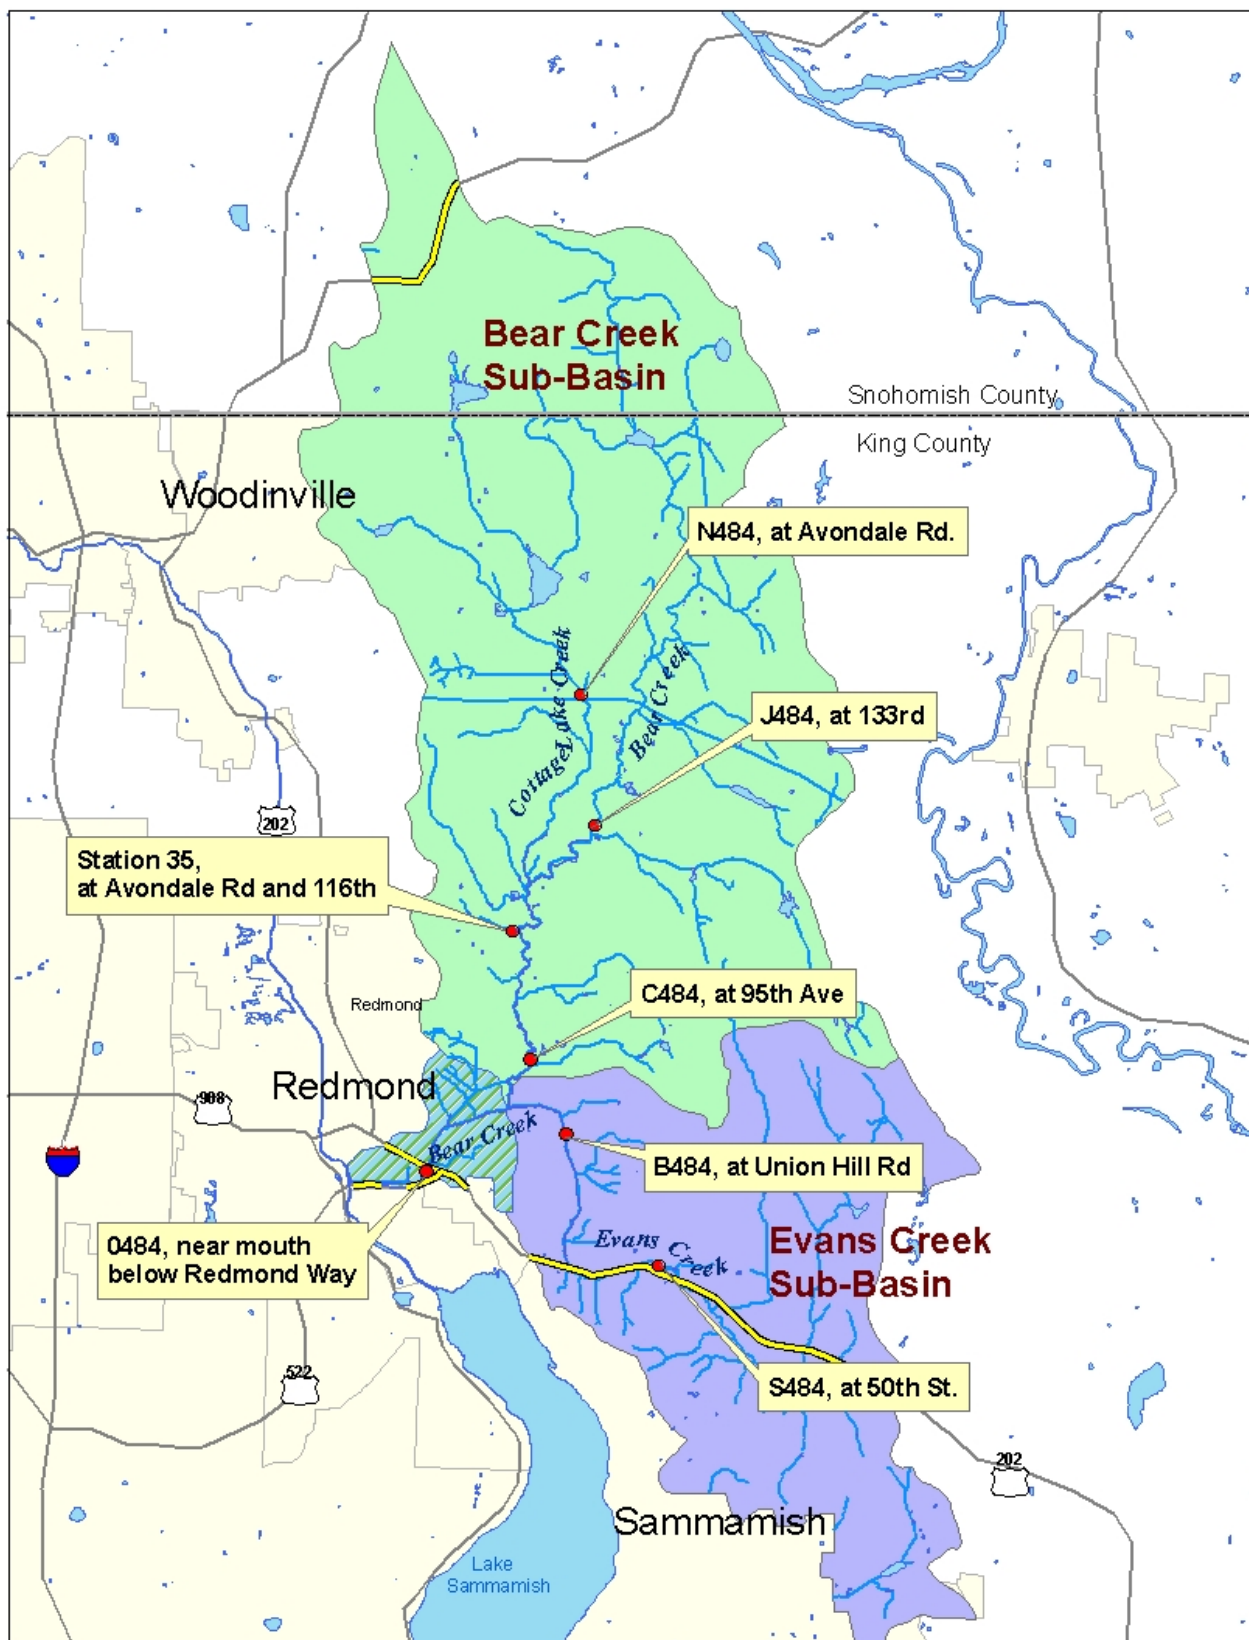 Bear Creek
Sub-Basin
Snohomish County
King County
Woodinville
N484, at Avondale Rd.
CottageLake Creek
Bear Creek
J484, at 133rd
202
Station 35,
at Avondale Rd and 116th
C484, at 95th Ave
Redmond
Redmond
908
Bear Creek
B484, at Union Hill Rd
0484, near mouth
below Redmond Way
Evans Creek
Evans Creek
Sub-Basin
522
S484, at 50th St.
202
Sammamish
Lake
Sammamish